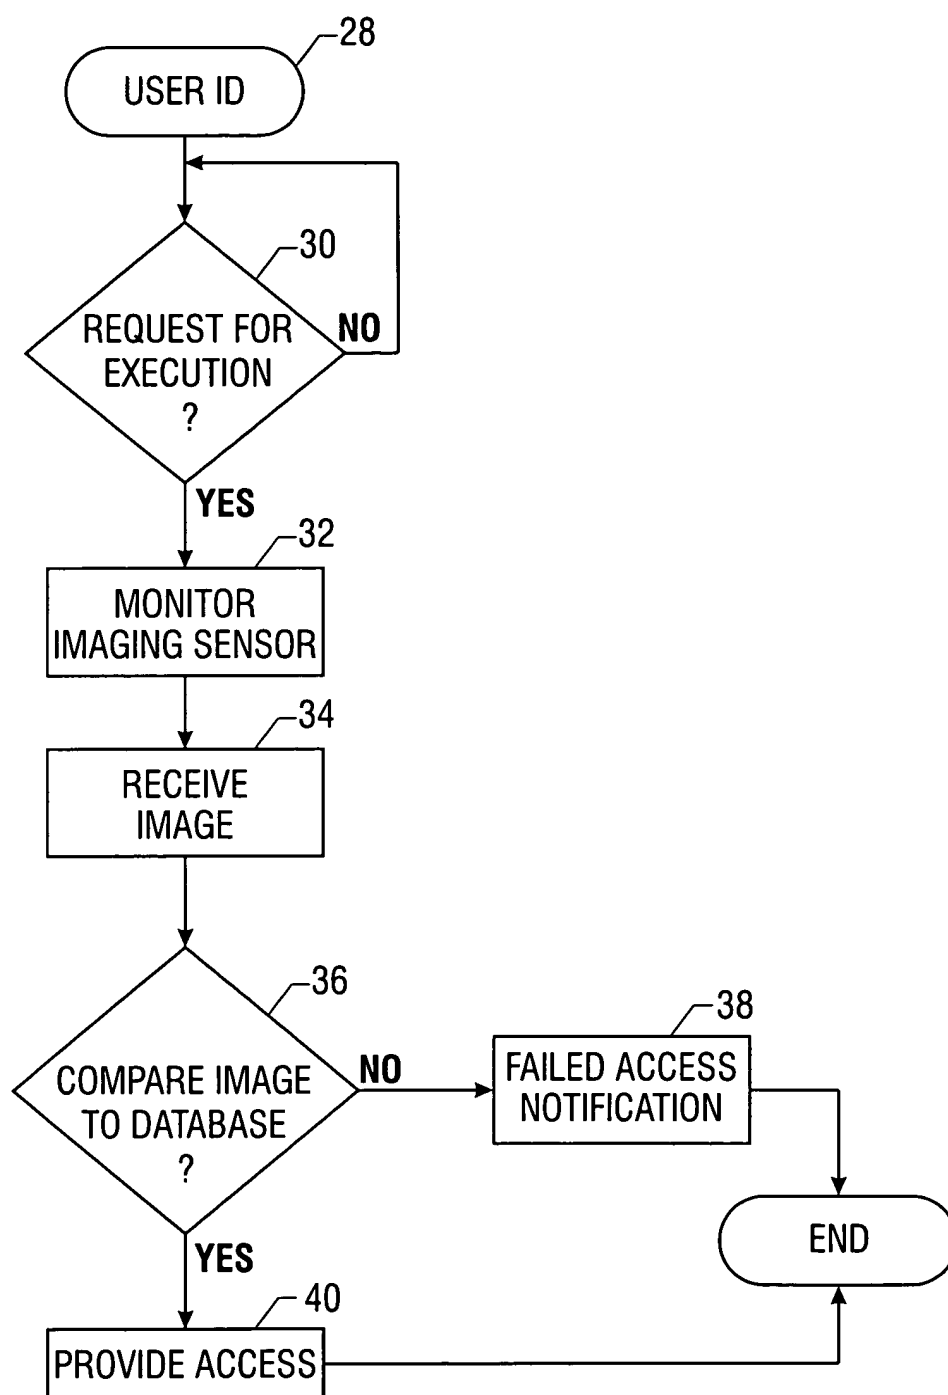 28
USER ID
30
REQUEST FOR
EXECUTION
?
NO
YES
32
MONITOR
IMAGING SENSOR
34
RECEIVE
IMAGE
36
COMPARE IMAGE
TO DATABASE
?
NO
38
FAILED ACCESS
NOTIFICATION
END
YES
40
PROVIDE ACCESS